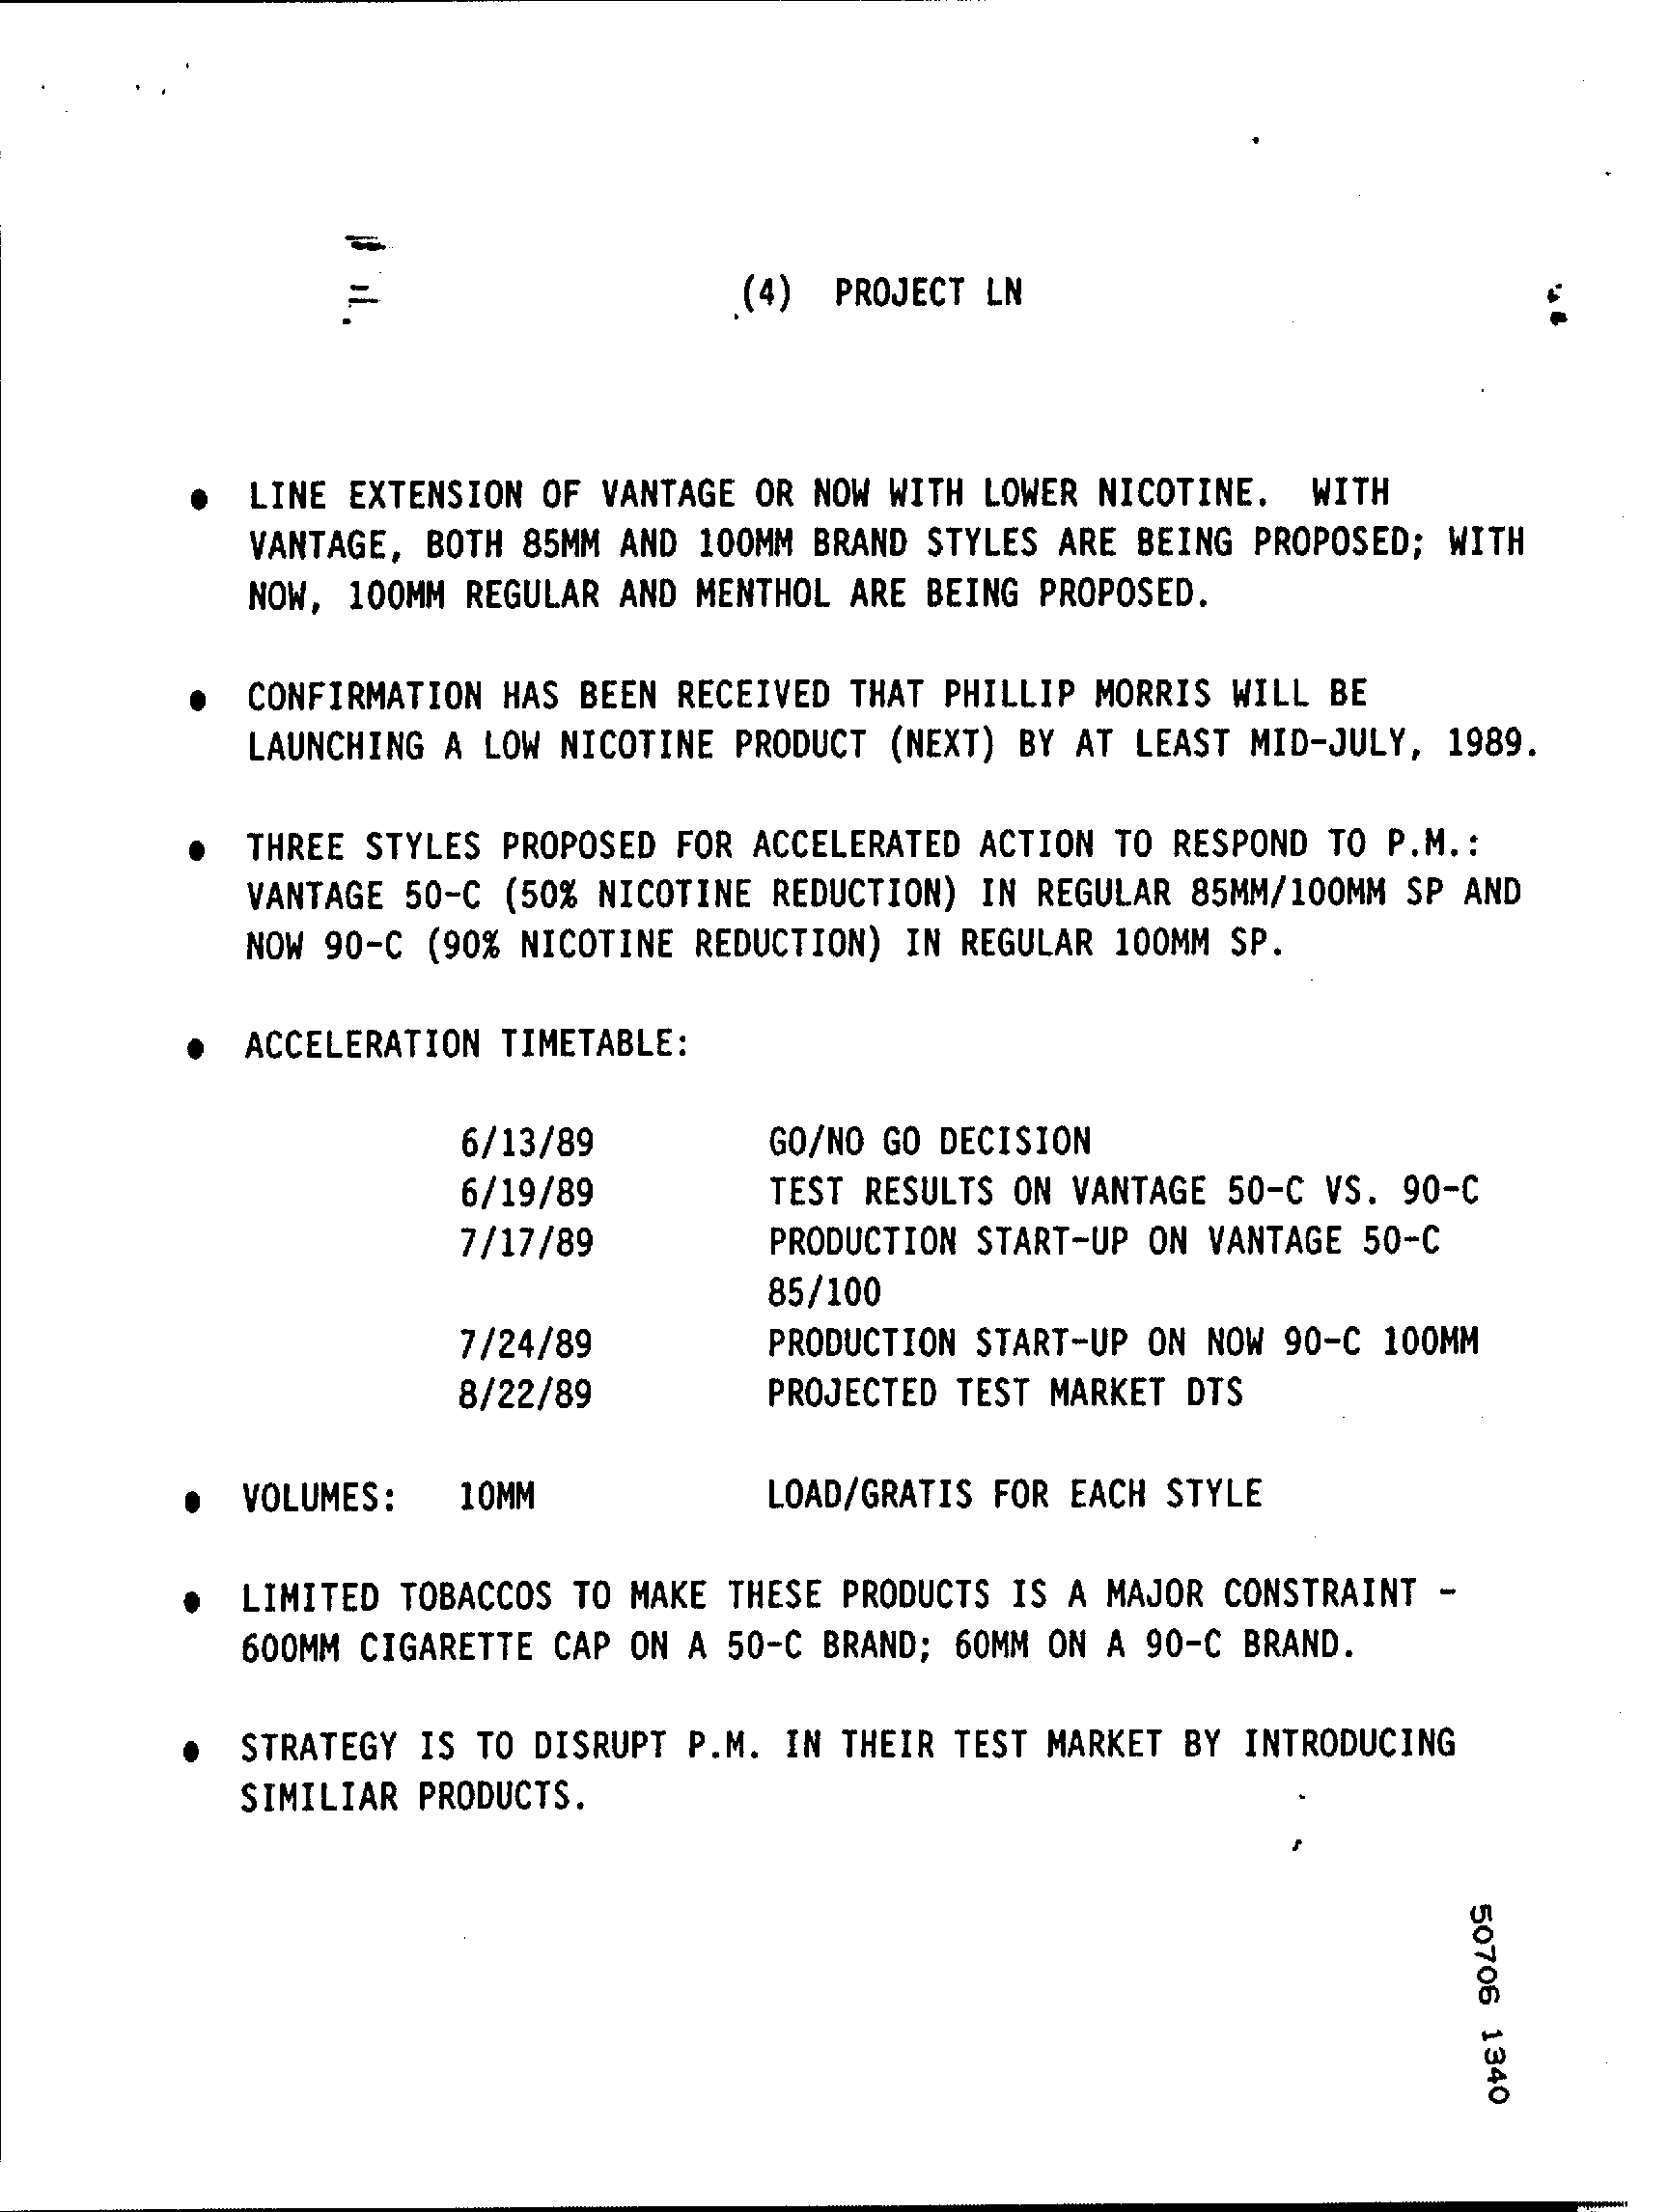 (4) PROJECT LN
● LINE EXTENSION OF VANTAGE OR NOW WITH LOWER NICOTINE. WITH
VANTAGE, BOTH 85MM AND 100MM BRAND STYLES ARE BEING PROPOSED; WITH
NOW, 100MM REGULAR AND MENTHOL ARE BEING PROPOSED.
● CONFIRMATION HAS BEEN RECEIVED THAT PHILLIP MORRIS WILL BE
LAUNCHING A LOW NICOTINE PRODUCT (NEXT) BY AT LEAST MID-JULY, 1989.
● THREE STYLES PROPOSED FOR ACCELERATED ACTION TO RESPOND TO P.M.:
VANTAGE 50-C (50% NICOTINE REDUCTION) IN REGULAR 85MM/100MM SP AND
NOW 90-C (90% NICOTINE REDUCTION) IN REGULAR 100MM SP.
● ACCELERATION TIMETABLE:
6/13/89 GO/NO GO DECISION
6/19/89 TEST RESULTS ON VANTAGE 50-C VS. 90-C
7/17/89 PRODUCTION START-UP ON VANTAGE 50-C
85/100
7/24/89 PRODUCTION START-UP ON NOW 90-C 100MM
8/22/89 PROJECTED TEST MARKET DTS
● VOLUMES: 10MM LOAD/GRATIS FOR EACH STYLE
● LIMITED TOBACCOS TO MAKE THESE PRODUCTS IS A MAJOR CONSTRAINT -
600MM CIGARETTE CAP ON A 50-C BRAND; 60MM ON A 90-C BRAND.
● STRATEGY IS TO DISRUPT P.M. IN THEIR TEST MARKET BY INTRODUCING
SIMILIAR PRODUCTS.
50706 1340